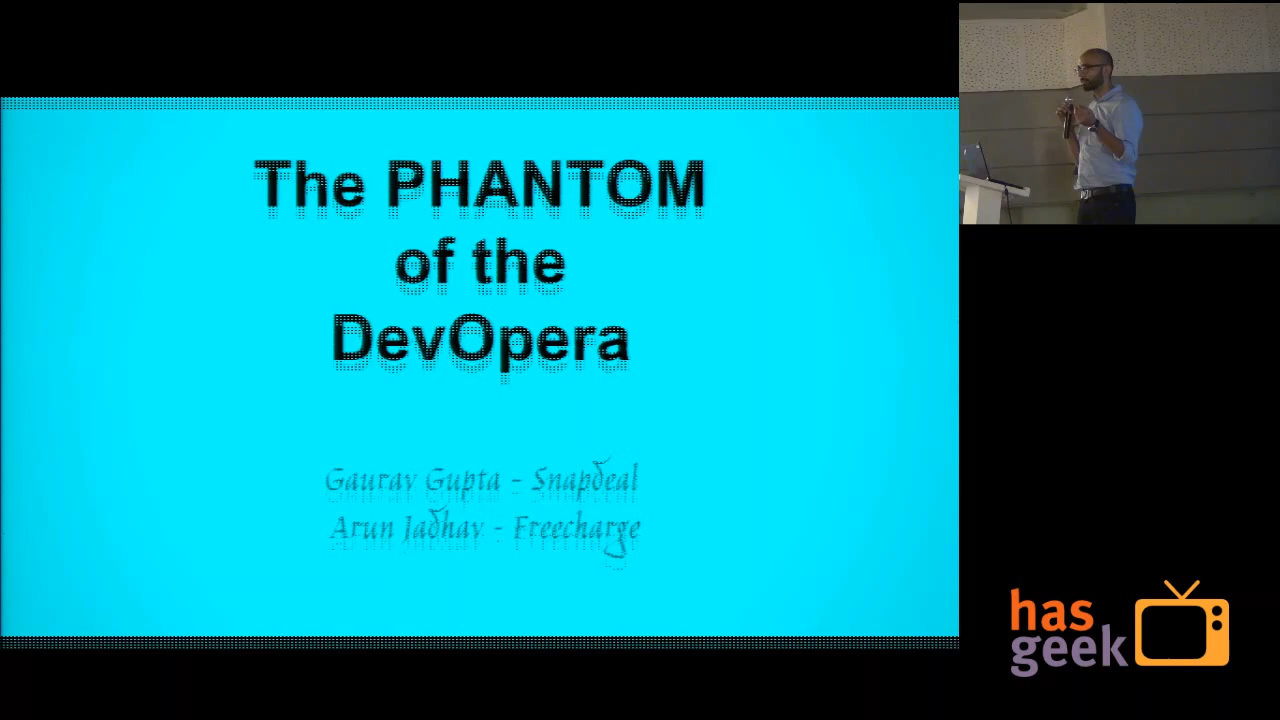 The PHANTOM
of the
DevOpera
Gaurav Gupta - Snapdeal
Arun Jadhav - Freecharge
has
geek